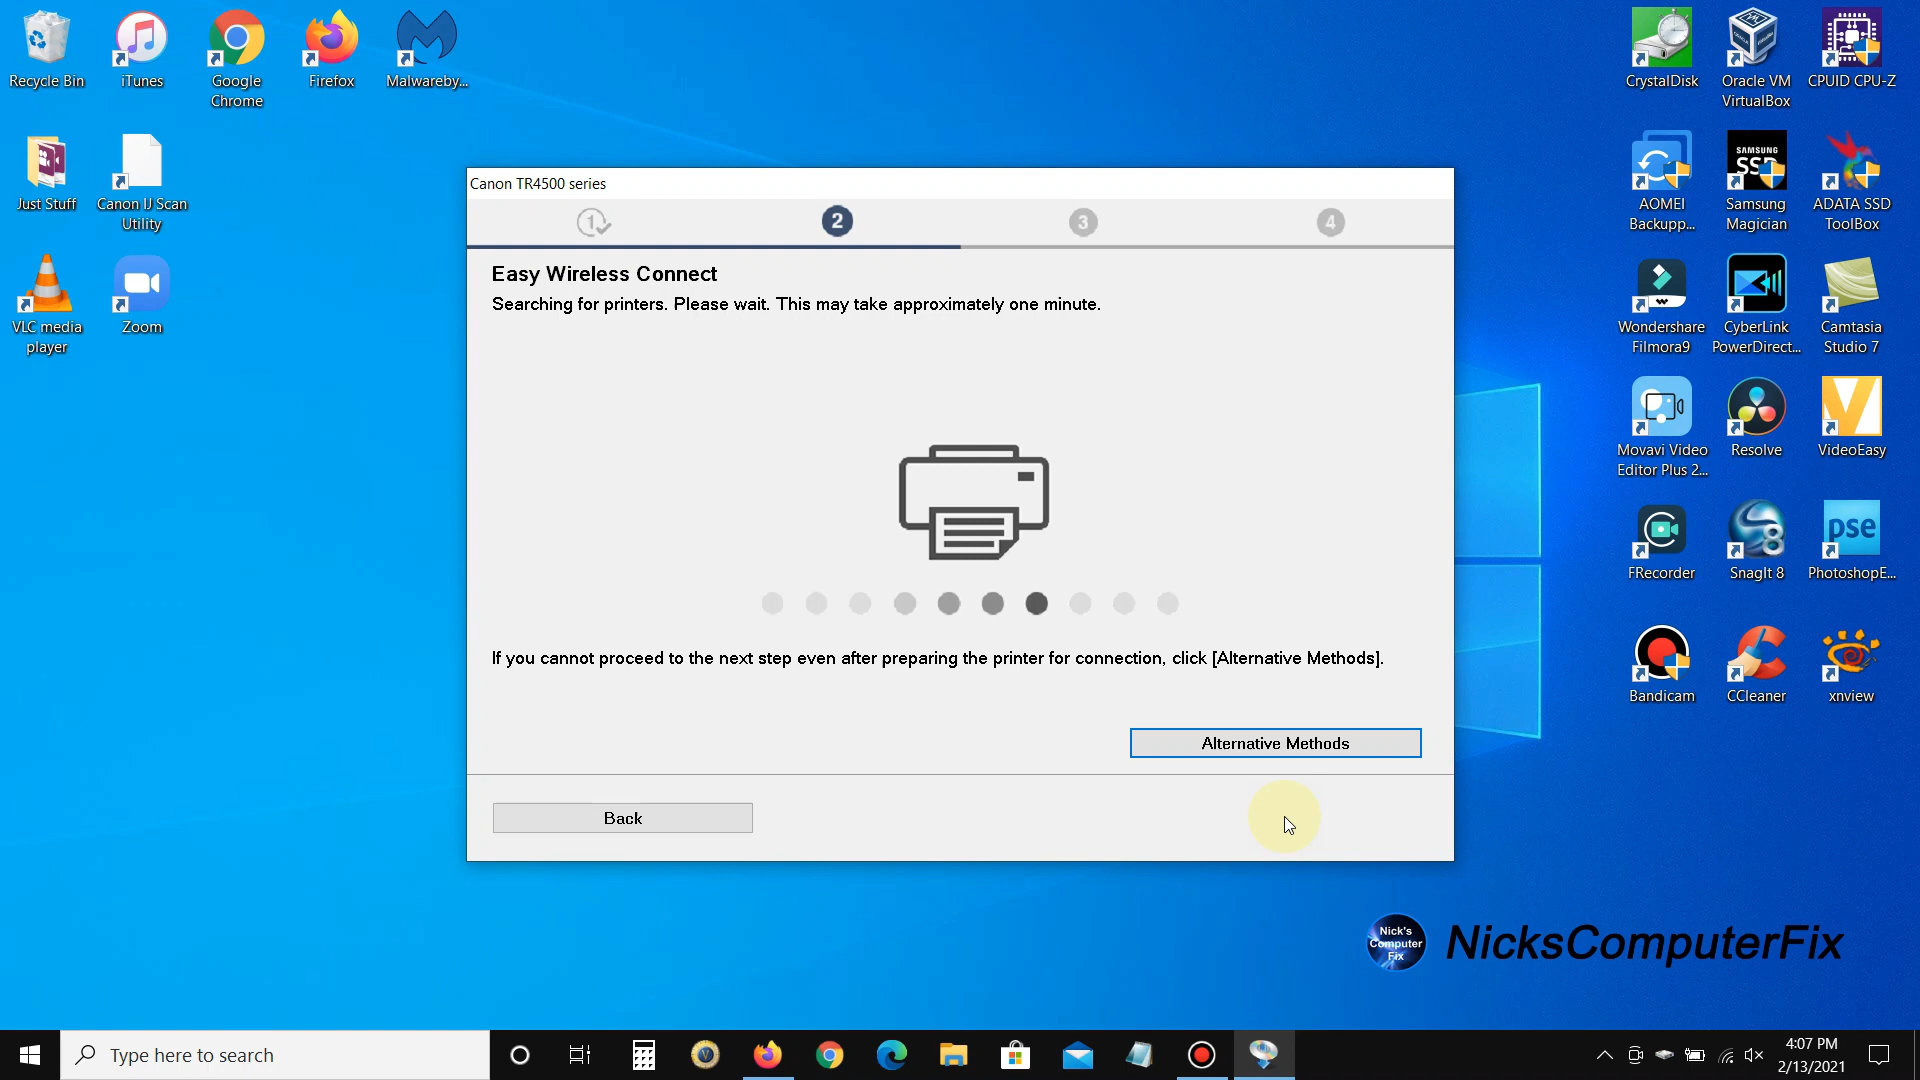 Recycle Bin
iTunes
Google
Chrome
Firefox
Malwareby...
Just Stuff
Canon IJ Scan
Utility
VLC media
player
Zoom
CrystalDisk
Oracle VM
VirtualBox
CPUID CPU-Z
AOMEI
Backupp...
SAMSUNG
SSD
Samsung
Magician
ADATA SSD
ToolBox
Wondershare
Filmora9
CyberLink
PowerDirect...
Camtasia
Studio 7
Movavi Video
Editor Plus 2...
Resolve
VideoEasy
FRecorder
8
SnagIt 8
pse
PhotoshopE...
Bandicam
CCleaner
xnview
Canon TR4500 series
1
2
3
4
Easy Wireless Connect
Searching for printers. Please wait. This may take approximately one minute.
If you cannot proceed to the next step even after preparing the printer for connection, click [Alternative Methods].
Alternative Methods
Back
Nick's
Computer
Fix
NicksComputerFix
Type here to search
4:07 PM
2/13/2021